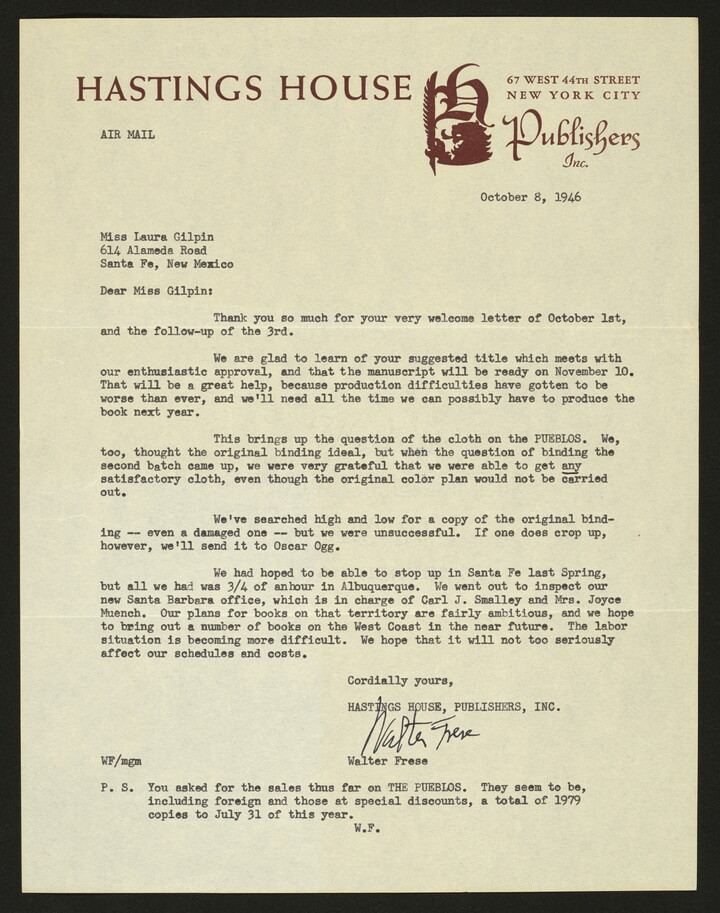 HASTINGS HOUSE
67 WEST 44TH STREET
NEW YORK CITY
Publishers
Inc.
AIR MAIL
October 8, 1946
Miss Laura Gilpin
614 Alameda Road
Santa Fe, New Mexico
Dear Miss Gilpin:
Thank you so much for your very welcome letter of October 1st,
and the follow-up of the 3rd.
We are glad to learn of your suggested title which meets with
our enthusiastic approval, and that the manuscript will be ready on November 10.
That will be a great help, because production difficulties have gotten to be
worse than ever, and we'll need all the time we can possibly have to produce the
book next year.
This brings up the question of the cloth on the PUEBLOS. We,
too, thought the original binding ideal, but when the question of binding the
second batch came up, we were very grateful that we were able to get any
satisfactory cloth, even though the original color plan would not be carried
out.
We've searched high and low for a copy of the original bind-
ing -- even a damaged one -- but we were unsuccessful. If one does crop up,
however, we'll send it to Oscar Ogg.
We had hoped to be able to stop up in Santa Fe last Spring,
but all we had was 3/4 of anhour in Albuquerque. We went out to inspect our
new Santa Barbara office, which is in charge of Carl J. Smalley and Mrs. Joyce
Muench. Our plans for books on that territory are fairly ambitious, and we hope
to bring out a number of books on the West Coast in the near future. The labor
situation is becoming more difficult. We hope that it will not too seriously
affect our schedules and costs.
Cordially yours,
HASTINGS HOUSE, PUBLISHERS, INC.
Walter Frese
WF/mgm Walter Frese
P. S. You asked for the sales thus far on THE PUEBLOS. They seem to be,
including foreign and those at special discounts, a total of 1979
copies to July 31 of this year.
W.F.